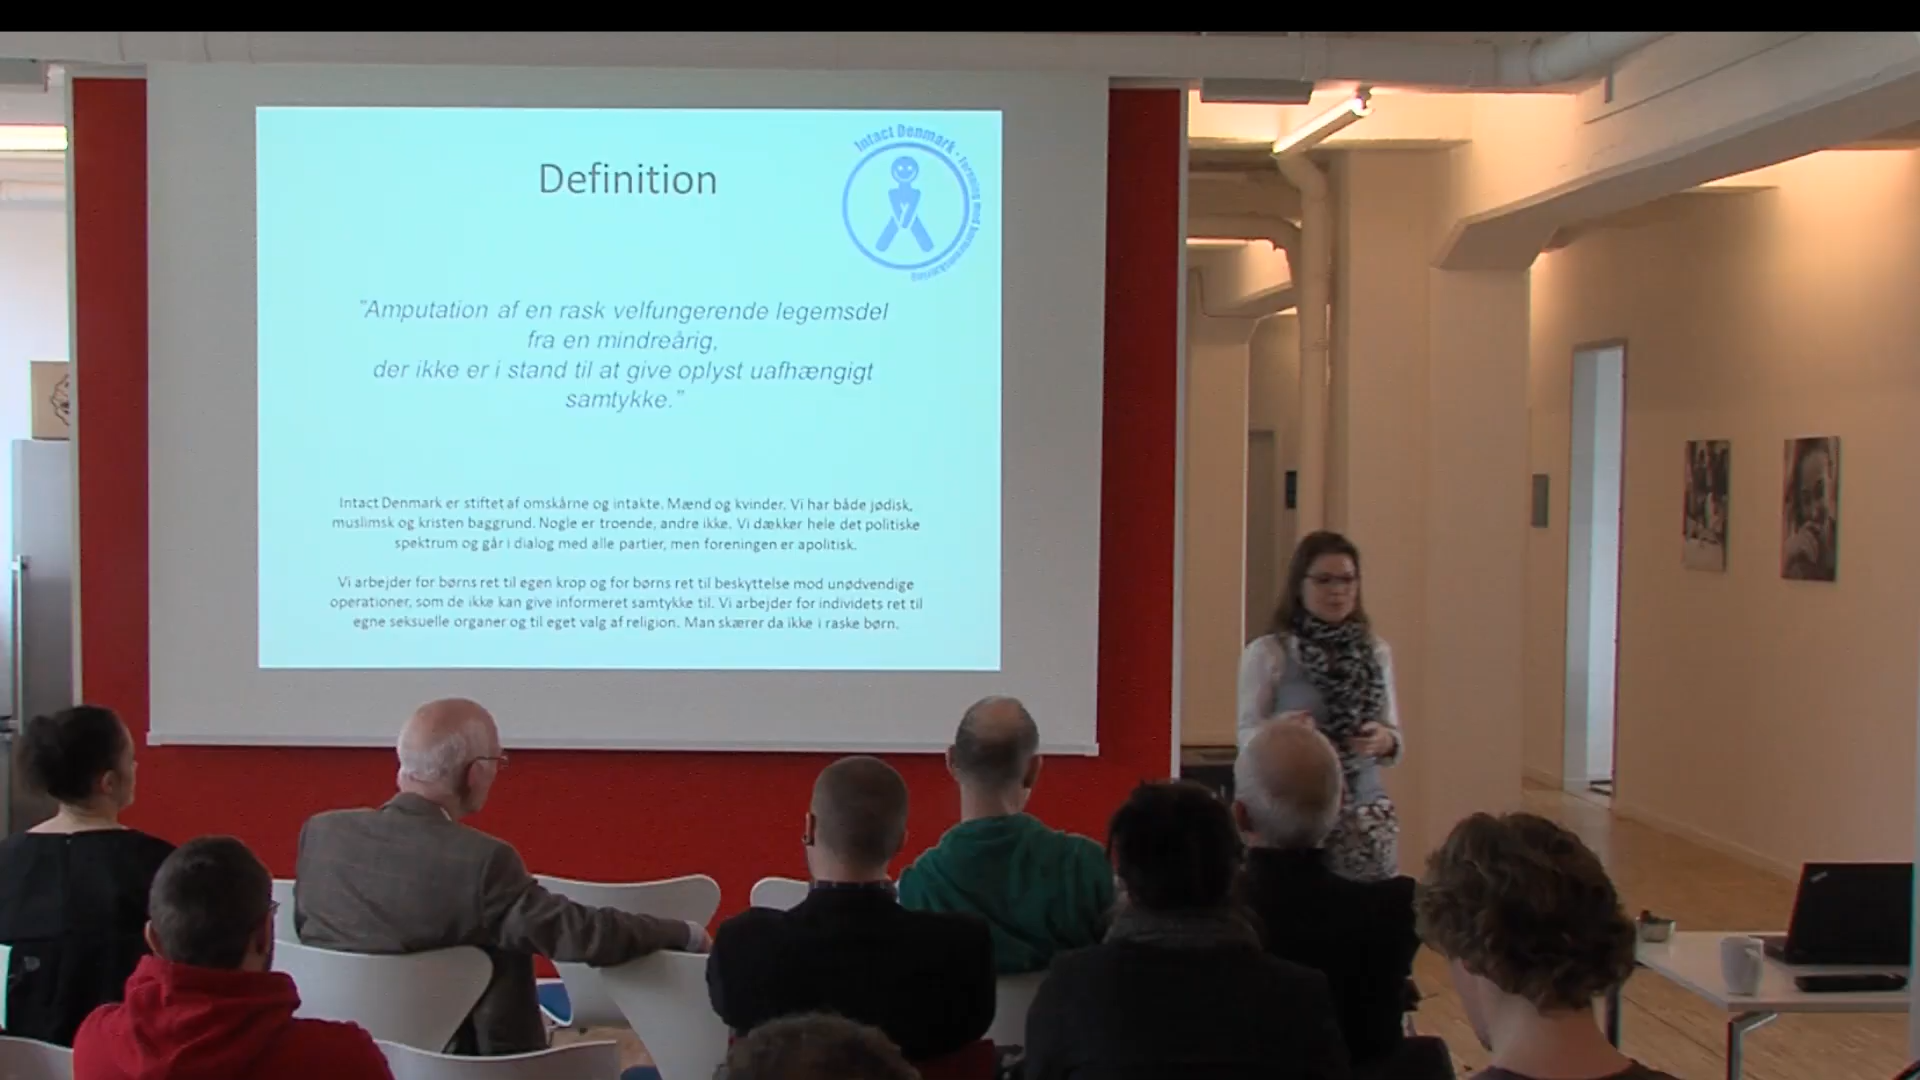 Definition
Intact Denmark - forening mod børneomskæring
"Amputation af en rask velfungerende legemsdel
fra en mindreårig,
der ikke er i stand til at give oplyst uafhængigt
samtykke."
Intact Denmark er stiftet af omskårne og intakte. Mænd og kvinder. Vi har både jødisk,
muslimsk og kristen baggrund. Nogle er troende, andre ikke. Vi dækker hele det politiske
spektrum og går i dialog med alle partier, men foreningen er apolitisk.
Vi arbejder for børns ret til egen krop og for børns ret til beskyttelse mod unødvendige
operationer, som de ikke kan give informeret samtykke til. Vi arbejder for individets ret til
egne seksuelle organer og til eget valg af religion. Man skærer da ikke i raske børn.